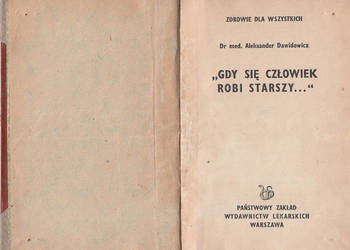 ZDROWIE DLA WSZYSTKICH
Dr med. Aleksander Dawidowicz
„GDY SIĘ CZŁOWIEK
ROBI STARSZY..."
PAŃSTWOWY ZAKŁAD
WYDAWNICTW LEKARSKICH
WARSZAWA